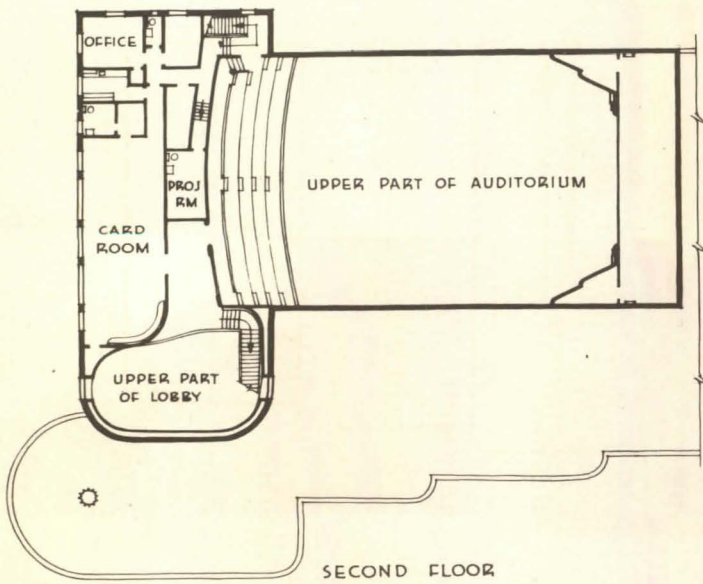 OFFICE
PROJ
RM
UPPER PART OF AUDITORIUM
CARD
ROOM
UPPER PART
OF LOBBY
SECOND FLOOR